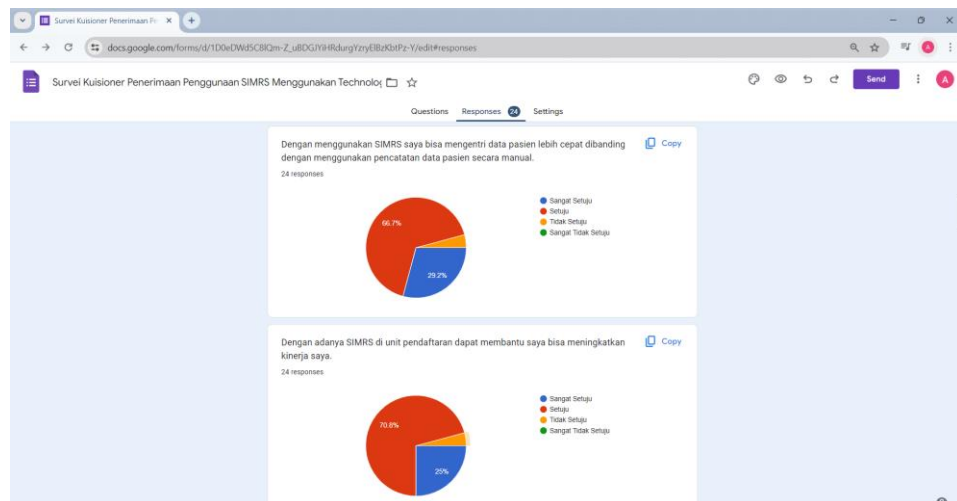 Survei Kuisioner Penerimaan Pe
docs.google.com/forms/d/
/edit#responses
Survei Kuisioner Penerimaan Penggunaan SIMRS Menggunakan Technolog
Send
A
Questions Responses 24 Settings
Dengan menggunakan SIMRS saya bisa mengentri data pasien lebih cepat dibanding
dengan menggunakan pencatatan data pasien secara manual.
Copy
24 responses
66.7%
29.2%
Sangat Setuju
Setuju
Tidak Setuju
Sangat Tidak Setuju
Dengan adanya SIMRS di unit pendaftaran dapat membantu saya bisa meningkatkan
kinerja saya.
Copy
24 responses
70.8%
25%
Sangat Setuju
Setuju
Tidak Setuju
Sangat Tidak Setuju